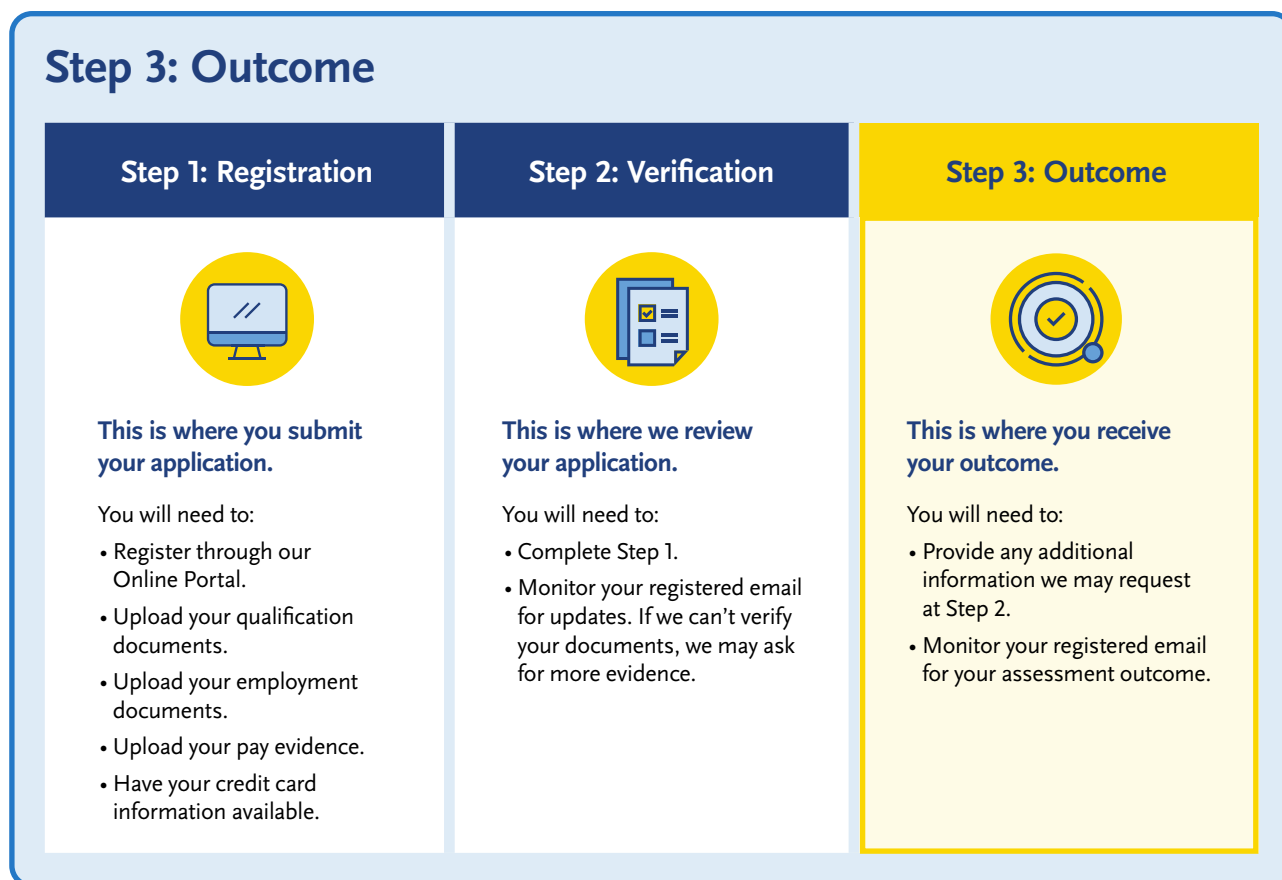 Step 3: Outcome
Step 1: Registration
This is where you submit
your application.
You will need to:
• Register through our
Online Portal.
• Upload your qualification
documents.
• Upload your employment
documents.
• Upload your pay evidence.
• Have your credit card
information available.
Step 2: Verification
This is where we review
your application.
You will need to:
• Complete Step 1.
• Monitor your registered email
for updates. If we can’t verify
your documents, we may ask
for more evidence.
Step 3: Outcome
This is where you receive
your outcome.
You will need to:
• Provide any additional
information we may request
at Step 2.
• Monitor your registered email
for your assessment outcome.